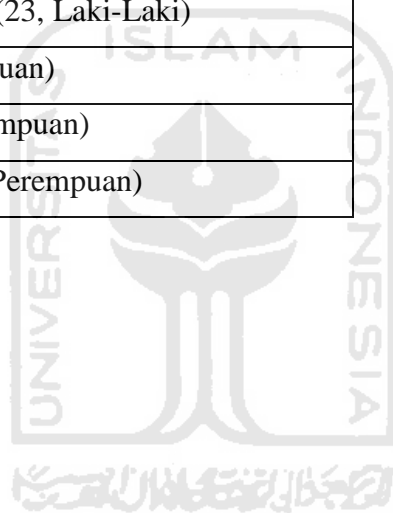 (23, Laki-Laki)
ISLAM
uan)
mpuan)
Perempuan)
UNIVERSITAS
INDONESIA